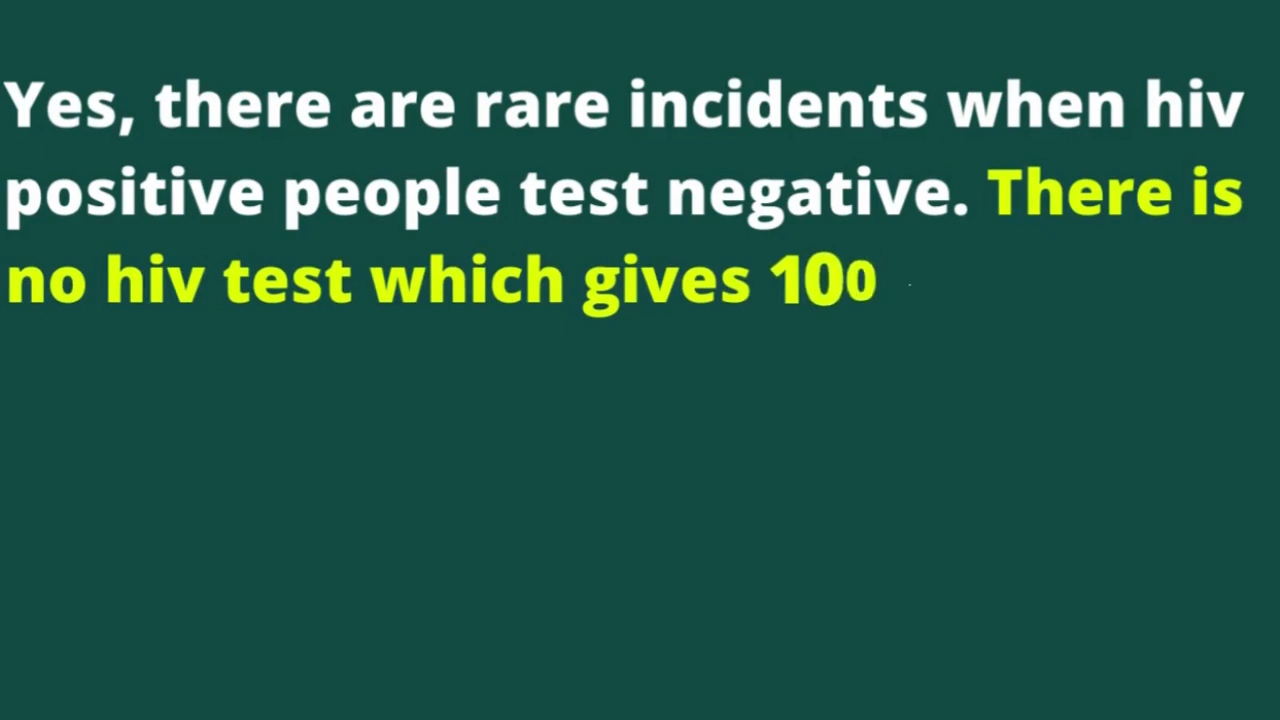 Yes, there are rare incidents when hiv
positive people test negative. There is
no hiv test which gives 100